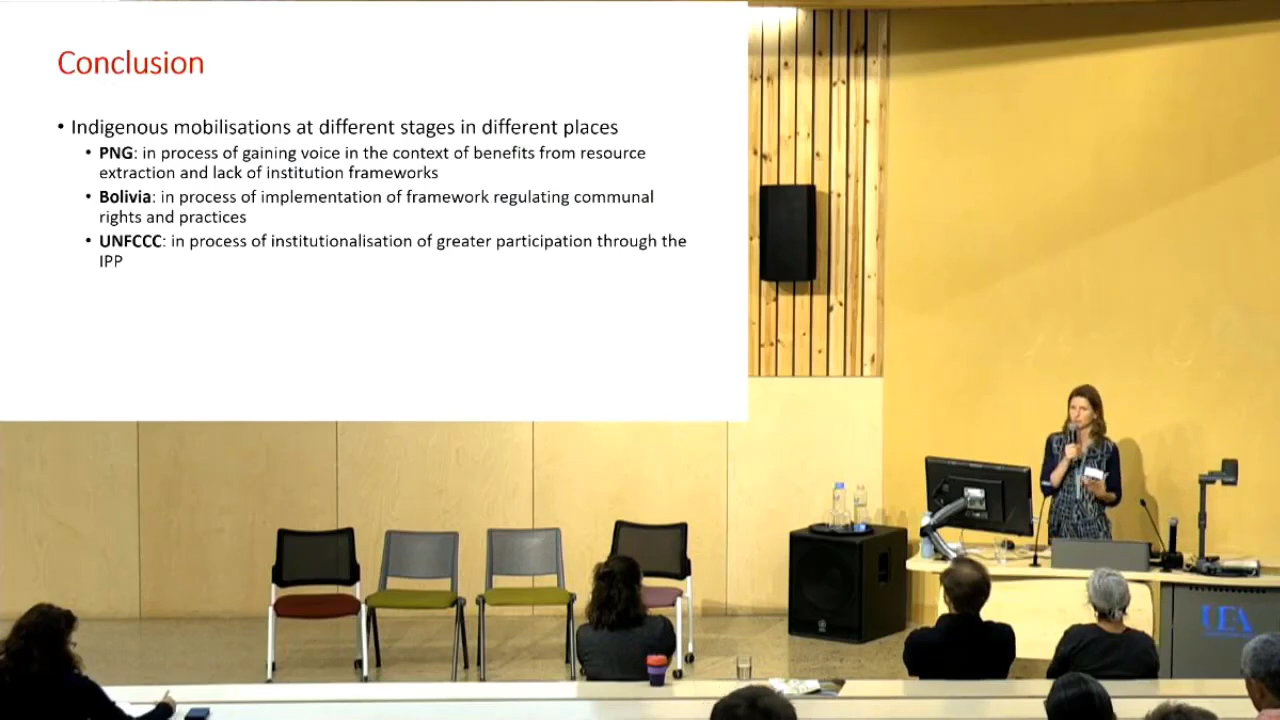 Conclusion
• Indigenous mobilisations at different stages in different places
• PNG: in process of gaining voice in the context of benefits from resource
extraction and lack of institution frameworks
• Bolivia: in process of implementation of framework regulating communal
rights and practices
• UNFCCC: in process of institutionalisation of greater participation through the
IPP
UEA